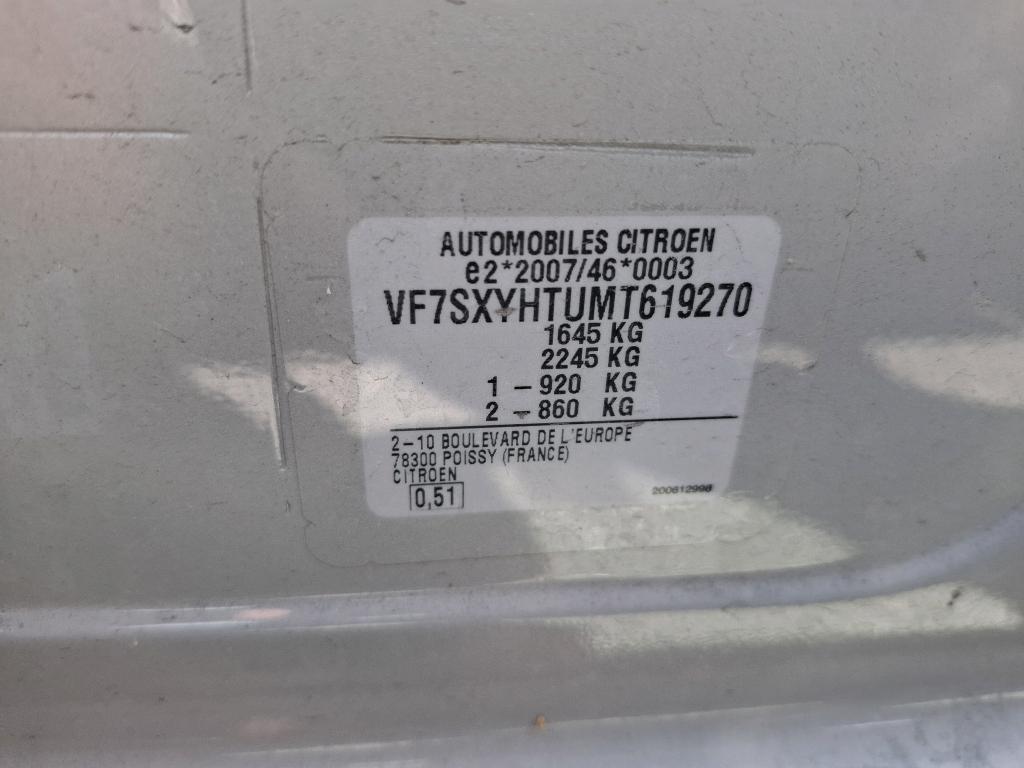 AUTOMOBILES CITROEN
e2*2007/46*0003
VF7SXYHTUMT619270
1645 KG
2245 KG
1 - 920 KG
2 - 860 KG
2-10 BOULEVARD DE L'EUROPE
78300 POISSY (FRANCE)
CITROEN
0,51
200612998